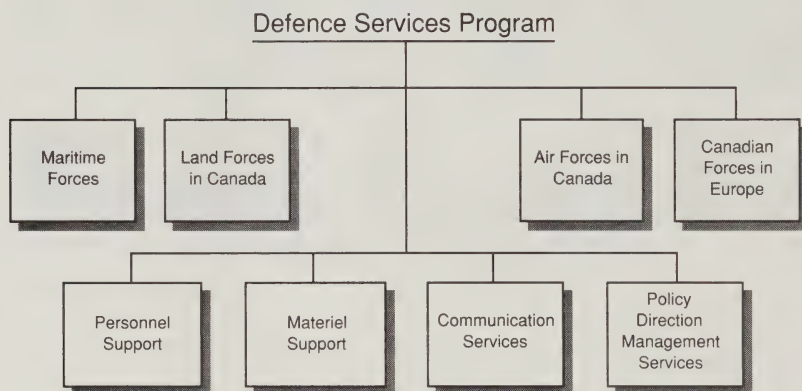 Defence Services Program
Maritime
Forces
Land Forces
in Canada
Air Forces in
Canada
Canadian
Forces in
Europe
Personnel
Support
Materiel
Support
Communication
Services
Policy
Direction
Management
Services